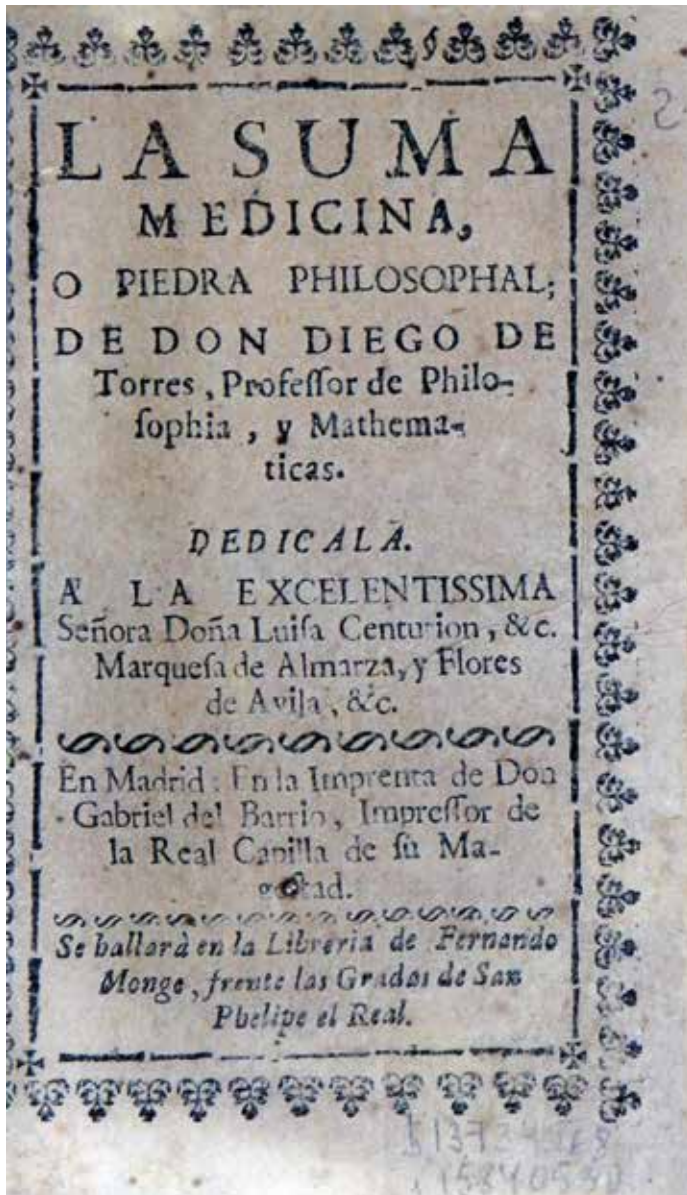 LA SUMA
MEDICINA,
O PIEDRA PHILOSOPHAL;
DE DON DIEGO DE
Torres, Professor de Philo-
sophia, y Mathema-
ticas.
DEDICALA.
A LA EXCELENTISSIMA
Señora Doña Luisa Centurion, &c.
Marquesa de Almarza, y Flores
de Avila, &c.
En Madrid: En la Imprenta de Don
Gabriel del Barrio, Impressor de
la Real Capilla de su Ma-
gestad.
Se hallarà en la Libreria de Fernando
Monge, frente las Gradas de San
Phelipe el Real.